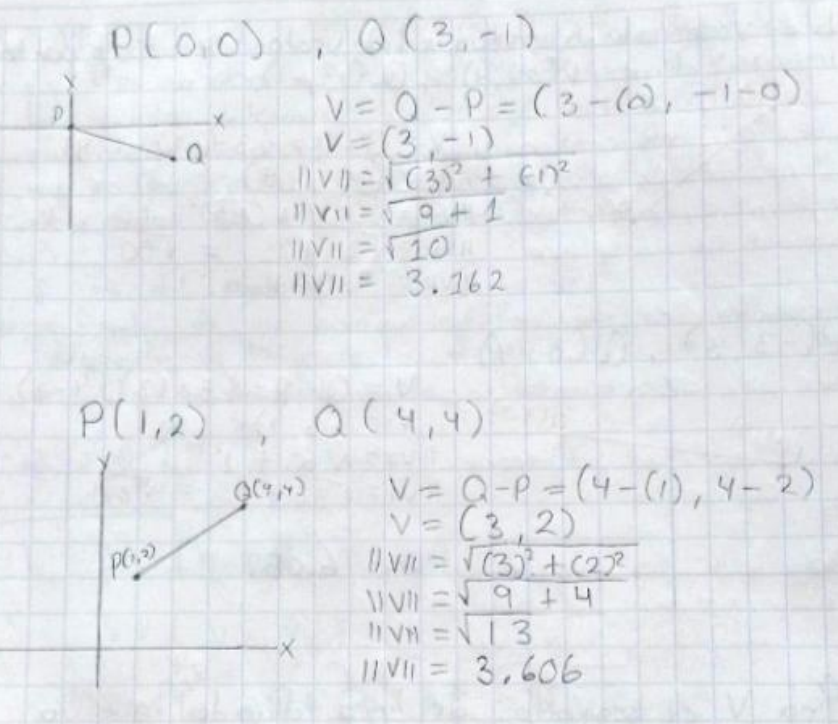 P(0,0) , Q(3,-1)
y
P
x
Q
V = Q - P = (3-(0), -1-0)
V = (3,-1)
||V|| = √(3)² + (-1)²
||V|| = √9 + 1
||V|| = √10
||V|| = 3.162
P(1,2) , Q(4,4)
y
Q(4,4)
P(1,2)
x
V = Q-P = (4-(1), 4-2)
V = (3,2)
||V|| = √(3)² + (2)²
||V|| = √9 + 4
||V|| = √13
||V|| = 3.606